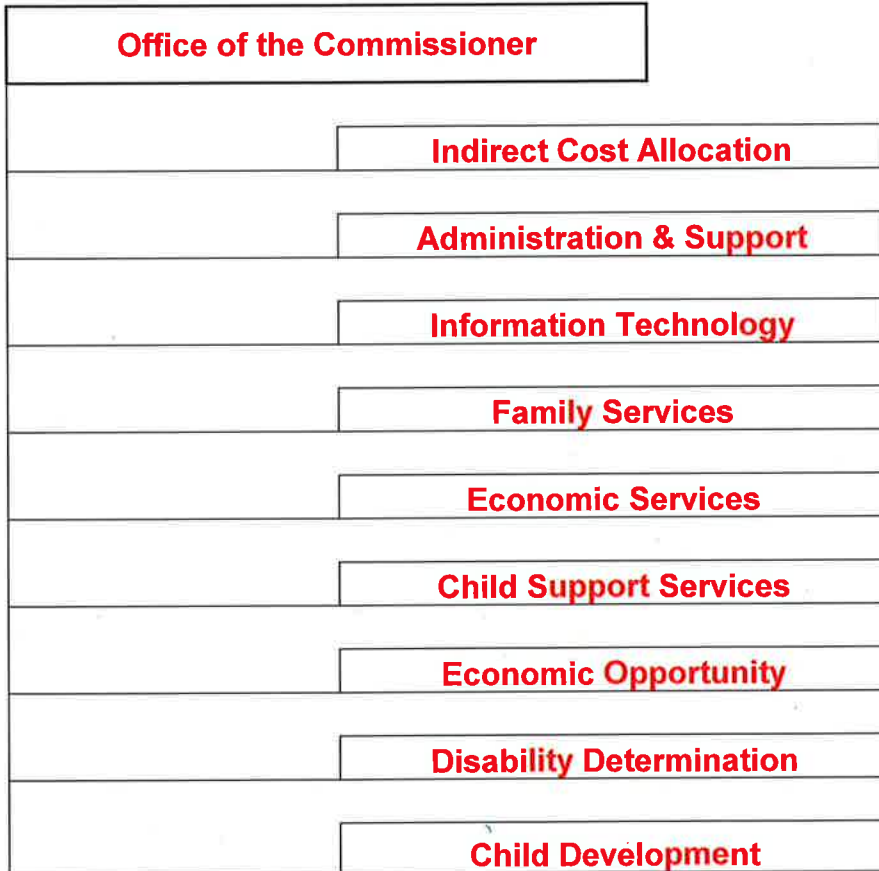 Office of the Commissioner
Indirect Cost Allocation
Administration & Support
Information Technology
Family Services
Economic Services
Child Support Services
Economic Opportunity
Disability Determination
Child Development